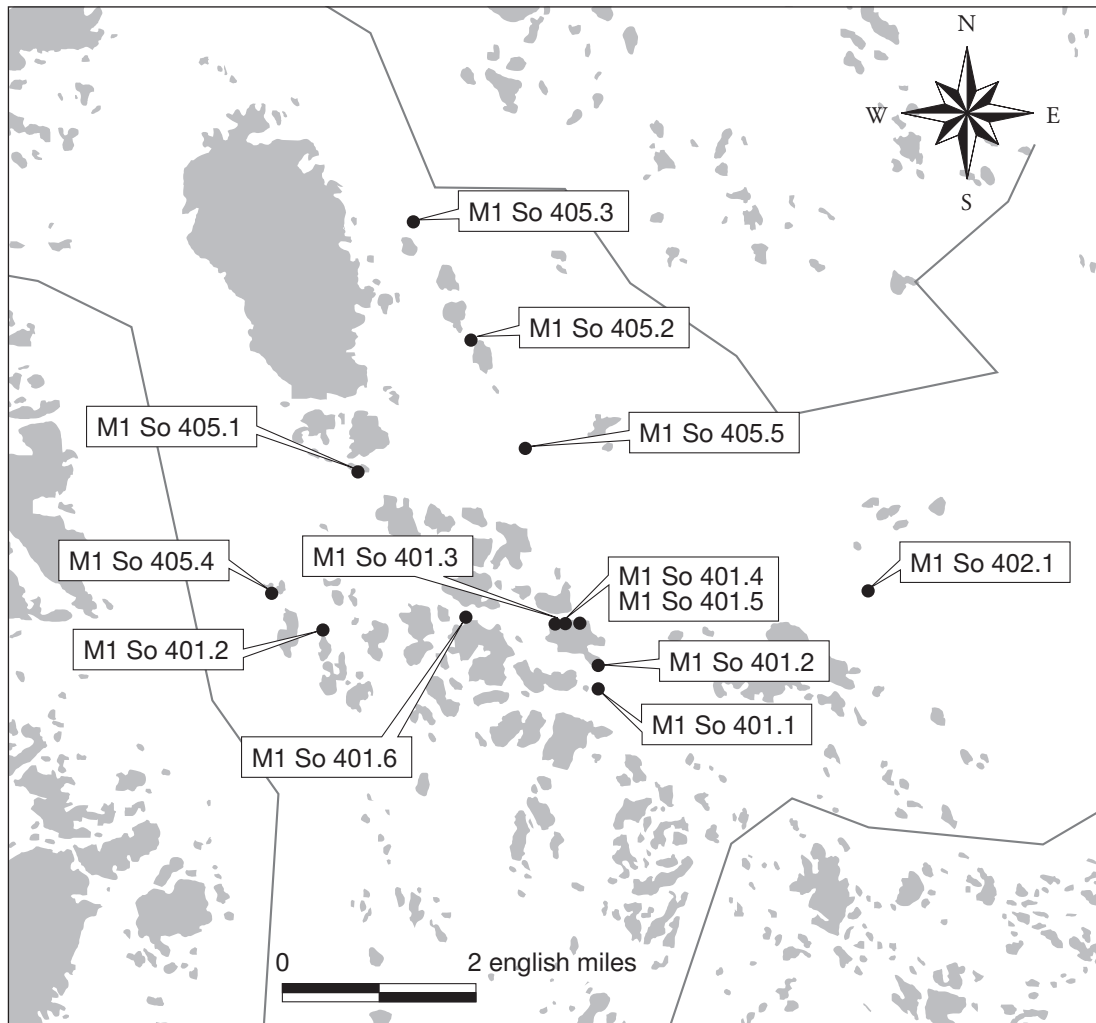 N
W E
S
M1 So 405.3
M1 So 405.2
M1 So 405.1
M1 So 405.5
M1 So 405.4
M1 So 401.3
M1 So 401.4
M1 So 401.5
M1 So 402.1
M1 So 401.2
M1 So 401.2
M1 So 401.1
M1 So 401.6
0 2 english miles